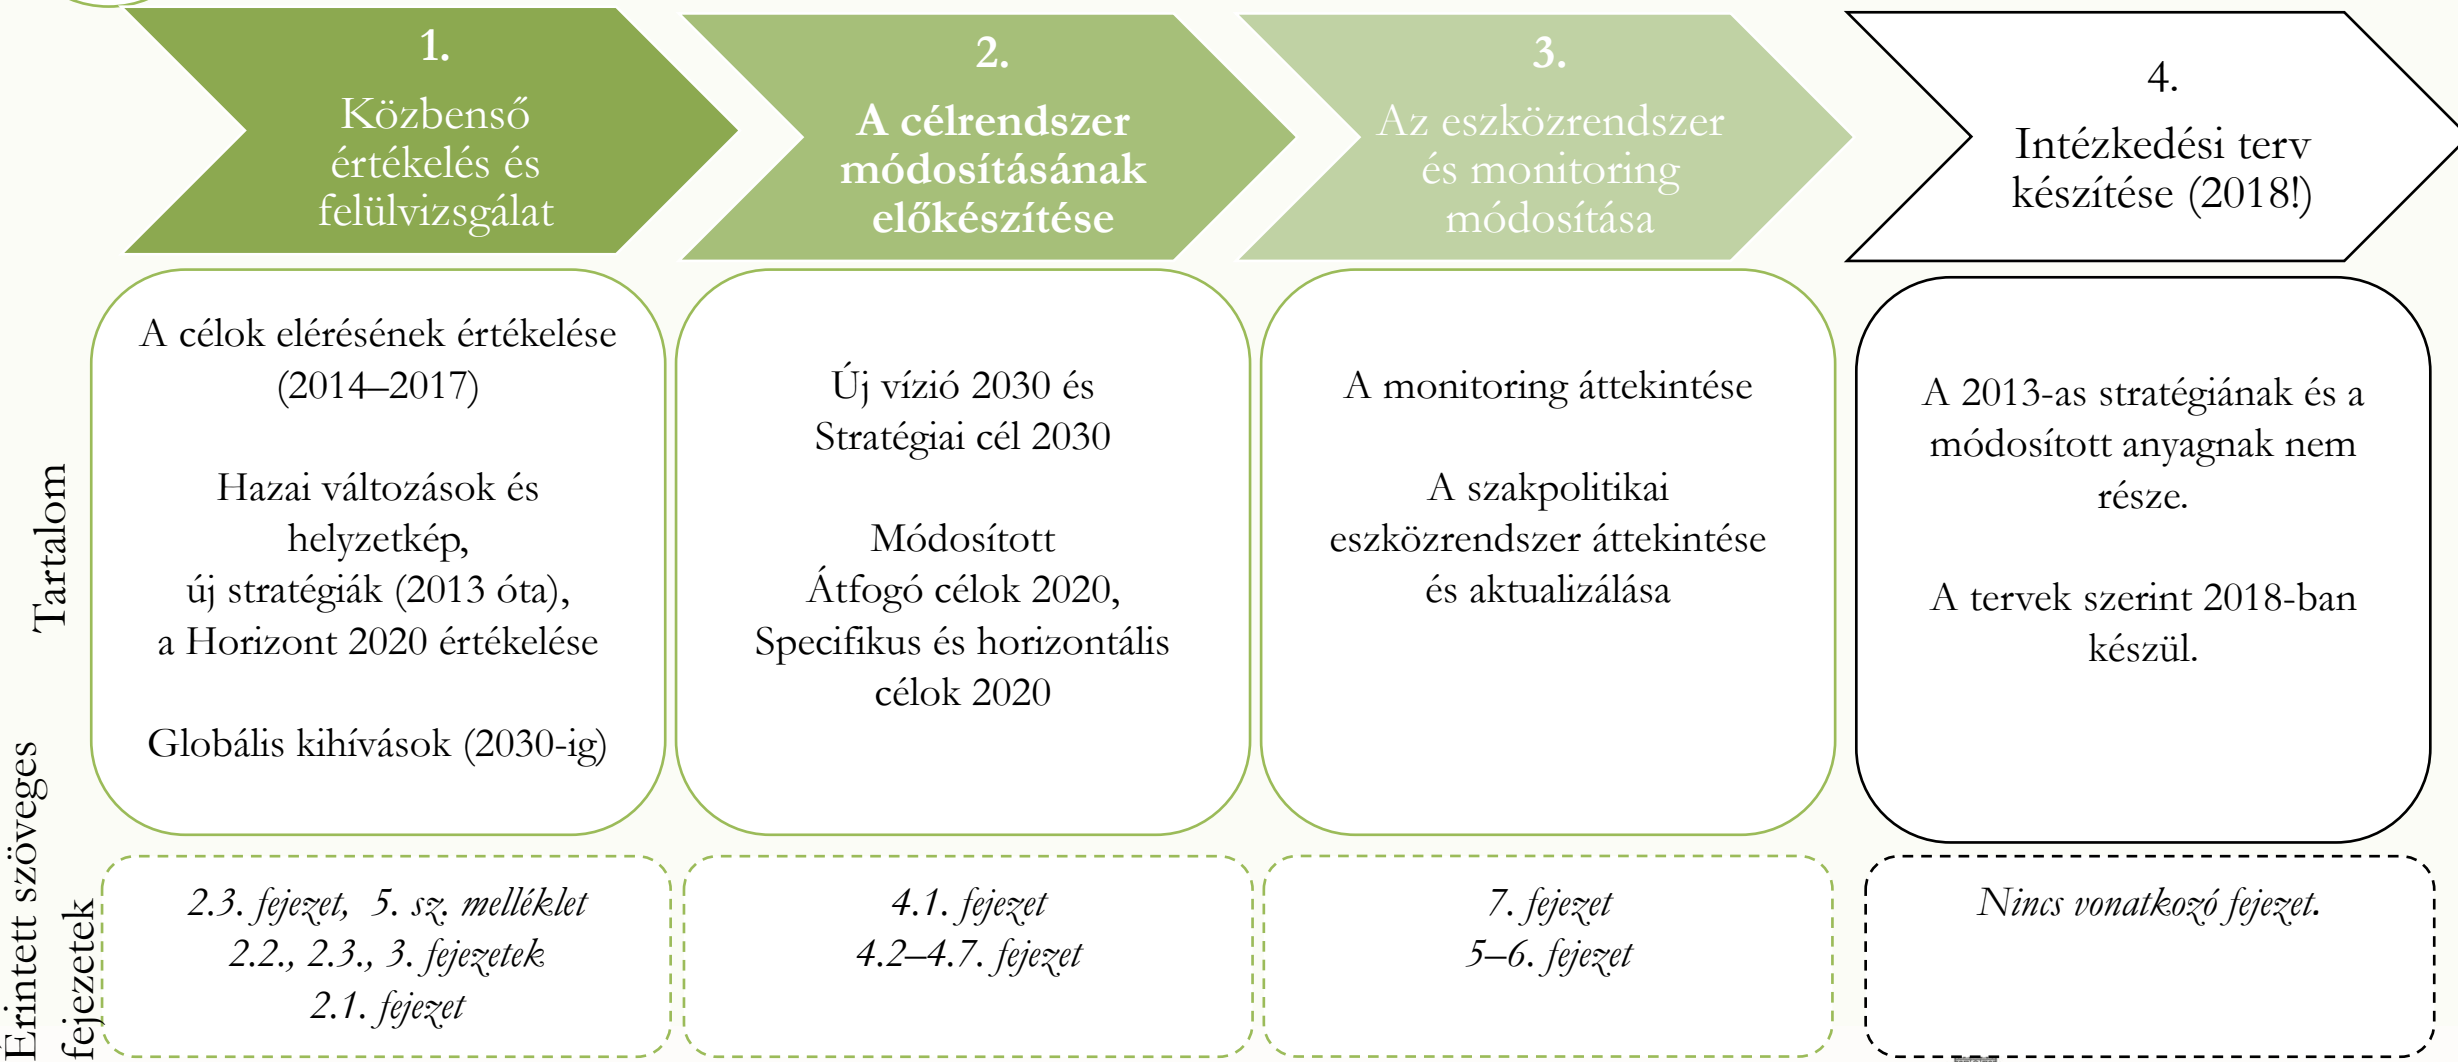 1.
Közbenső
értékelés és
felülvizsgálat
2.
A célrendszer
módosításának
előkészítése
3.
Az eszközrendszer
és monitoring
módosítása
4.
Intézkedési terv
készítése (2018!)
Tartalom
A célok elérésének értékelése
(2014–2017)
Hazai változások és
helyzetkép,
új stratégiák (2013 óta),
a Horizont 2020 értékelése
Globális kihívások (2030-ig)
Új vízió 2030 és
Stratégiai cél 2030
Módosított
Átfogó célok 2020,
Specifikus és horizontális
célok 2020
A monitoring áttekintése
A szakpolitikai
eszközrendszer áttekintése
és aktualizálása
A 2013-as stratégiának és a
módosított anyagnak nem
része.
A tervek szerint 2018-ban
készül.
Érintett szöveges
fejezetek
2.3. fejezet, 5. sz. melléklet
2.2., 2.3., 3. fejezetek
2.1. fejezet
4.1. fejezet
4.2–4.7. fejezet
7. fejezet
5–6. fejezet
Nincs vonatkozó fejezet.